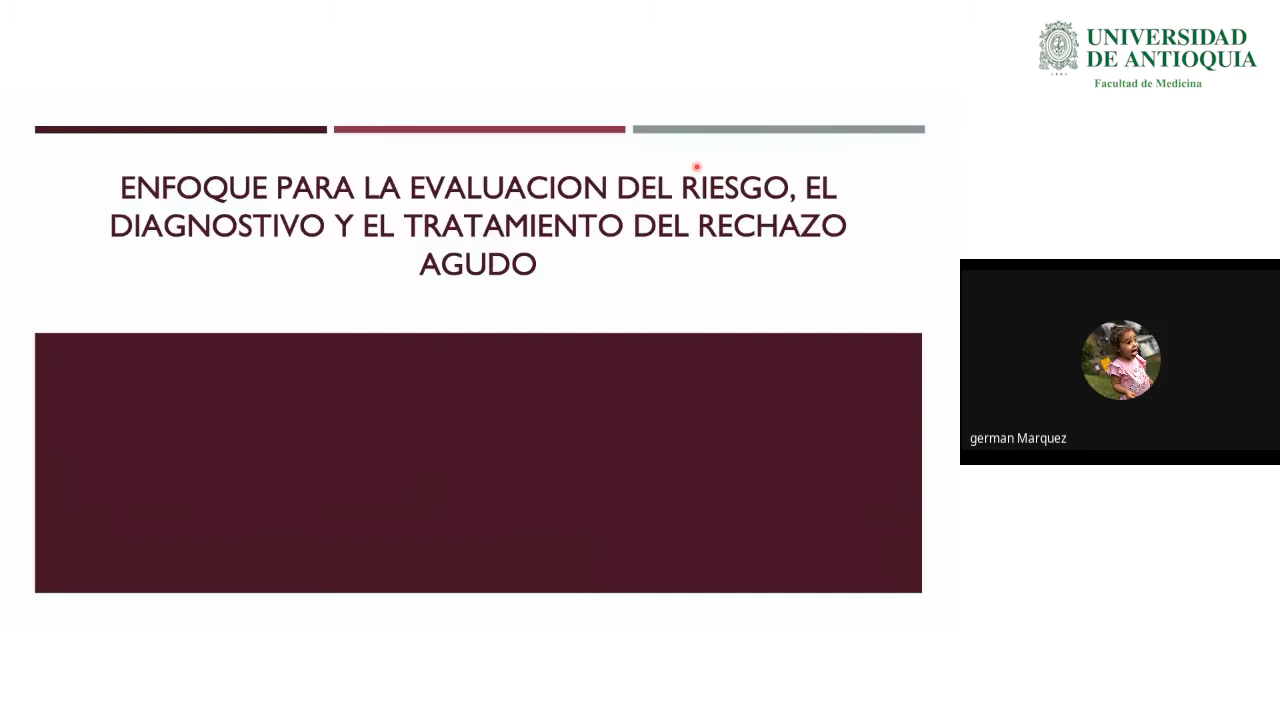 UNIVERSIDAD
DE ANTIOQUIA
1803
Facultad de Medicina
ENFOQUE PARA LA EVALUACION DEL RIESGO, EL
DIAGNOSTIVO Y EL TRATAMIENTO DEL RECHAZO
AGUDO
german Marquez